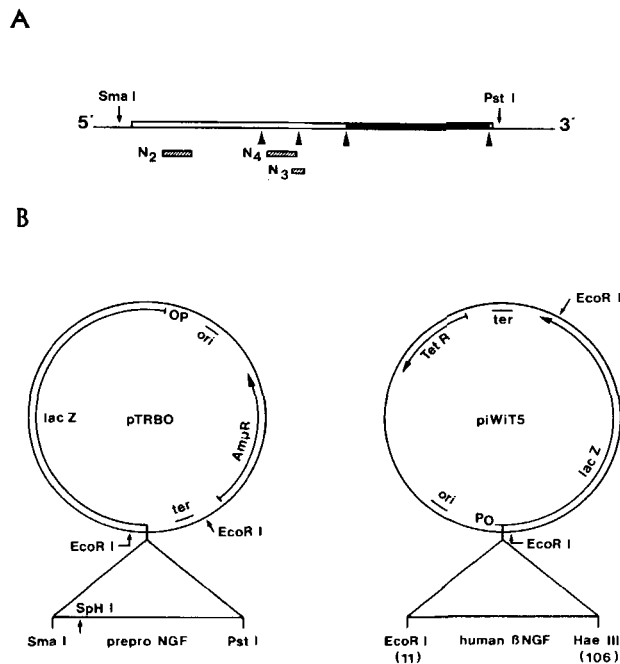 A
Sma I
Pst I
5´
3´
N2
N4
N3
B
OP
ori
lac Z
pTRBO
AmpR
ter
EcoR I
EcoR I
SpH I
Sma I
prepro NGF
Pst I
EcoR I
ter
Tet R
piWiT5
lac Z
ori
PO
EcoR I
EcoR I
(11)
human βNGF
Hae III
(106)